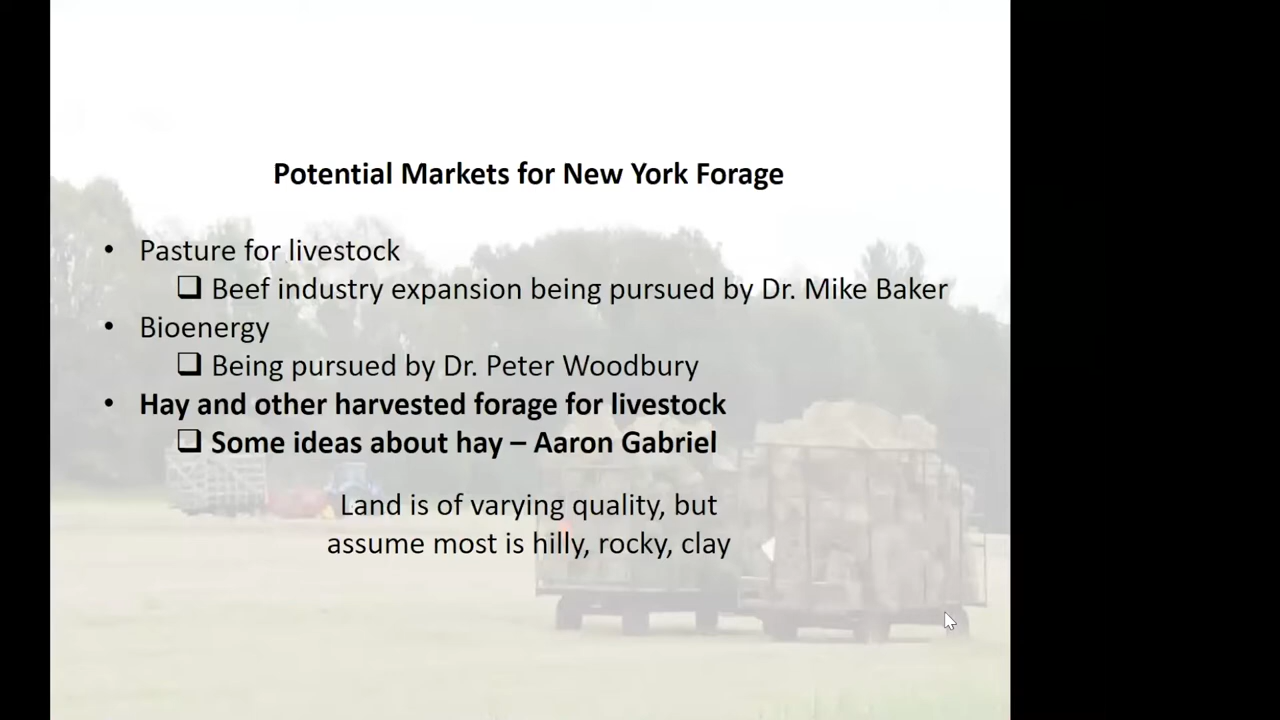 Potential Markets for New York Forage
• Pasture for livestock
❑ Beef industry expansion being pursued by Dr. Mike Baker
• Bioenergy
❑ Being pursued by Dr. Peter Woodbury
• Hay and other harvested forage for livestock
❑ Some ideas about hay – Aaron Gabriel
Land is of varying quality, but
assume most is hilly, rocky, clay